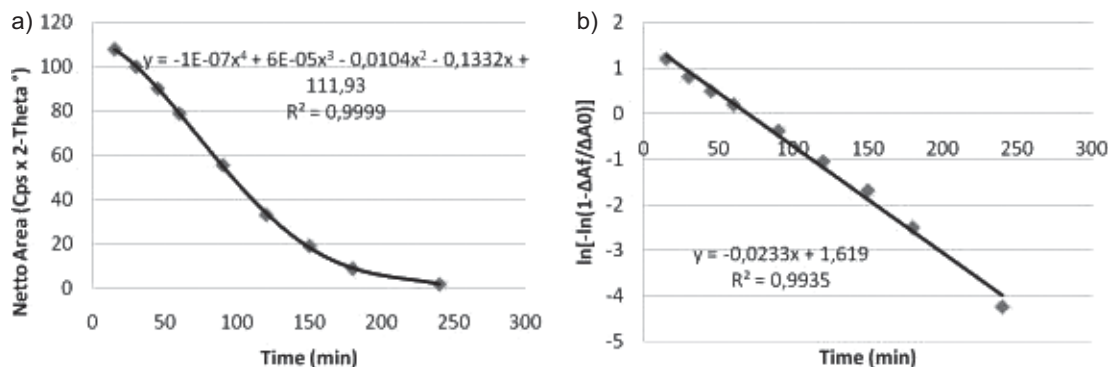 a)
120
100
80
60
40
20
0
Netto Area (Cps x 2-Theta °)
y = -1E-07x⁴ + 6E-05x³ - 0,0104x² - 0,1332x +
111,93
R² = 0,9999
0 50 100 150 200 250 300
Time (min)
b)
2
1
0
-1
-2
-3
-4
-5
ln[-ln(1-ΔAf/ΔA0)]
0 50 100 150 200 250 300
y = -0,0233x + 1,619
R² = 0,9935
Time (min)